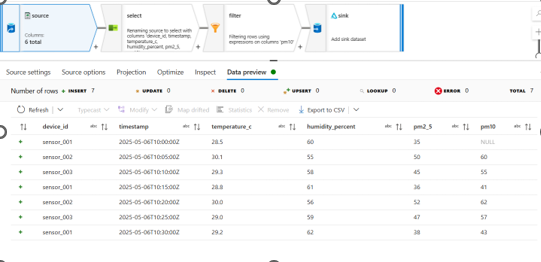 source
Columns:
6 total
select
Renaming source to select with columns 'device_id, timestamp, temperature_c, humidity_percent, pm2_5,
filter
Filtering rows using expressions on columns 'pm10'
sink
Add sink dataset
Source settings Source options Projection Optimize Inspect Data preview
Number of rows + INSERT 7 UPDATE 0 DELETE 0 UPSERT 0 LOOKUP 0 ERROR 0 TOTAL 7
Refresh Typecast Modify Map drifted Statistics Remove Export to CSV
device_id abc timestamp abc temperature_c abc humidity_percent abc pm2_5 abc pm10 abc
+ sensor_001 2025-05-06T10:00:00Z 28.5 60 35 NULL
+ sensor_002 2025-05-06T10:05:00Z 30.1 55 50 60
+ sensor_003 2025-05-06T10:10:00Z 29.3 58 45 55
+ sensor_001 2025-05-06T10:15:00Z 28.8 61 36 41
+ sensor_002 2025-05-06T10:20:00Z 30.0 56 52 62
+ sensor_003 2025-05-06T10:25:00Z 29.0 59 47 57
+ sensor_001 2025-05-06T10:30:00Z 29.2 62 38 43